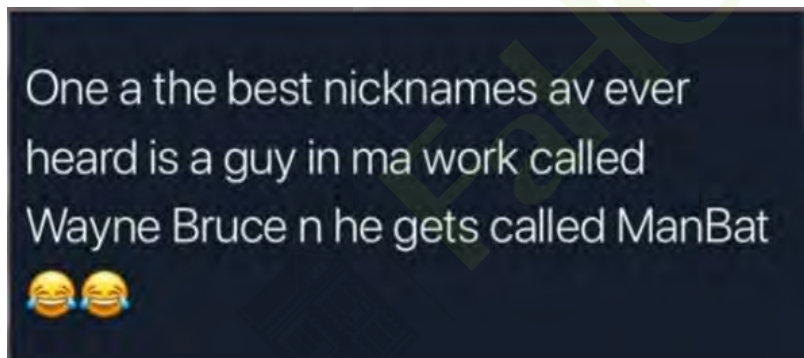 One a the best nicknames av ever
heard is a guy in ma work called
Wayne Bruce n he gets called ManBat
😂😂